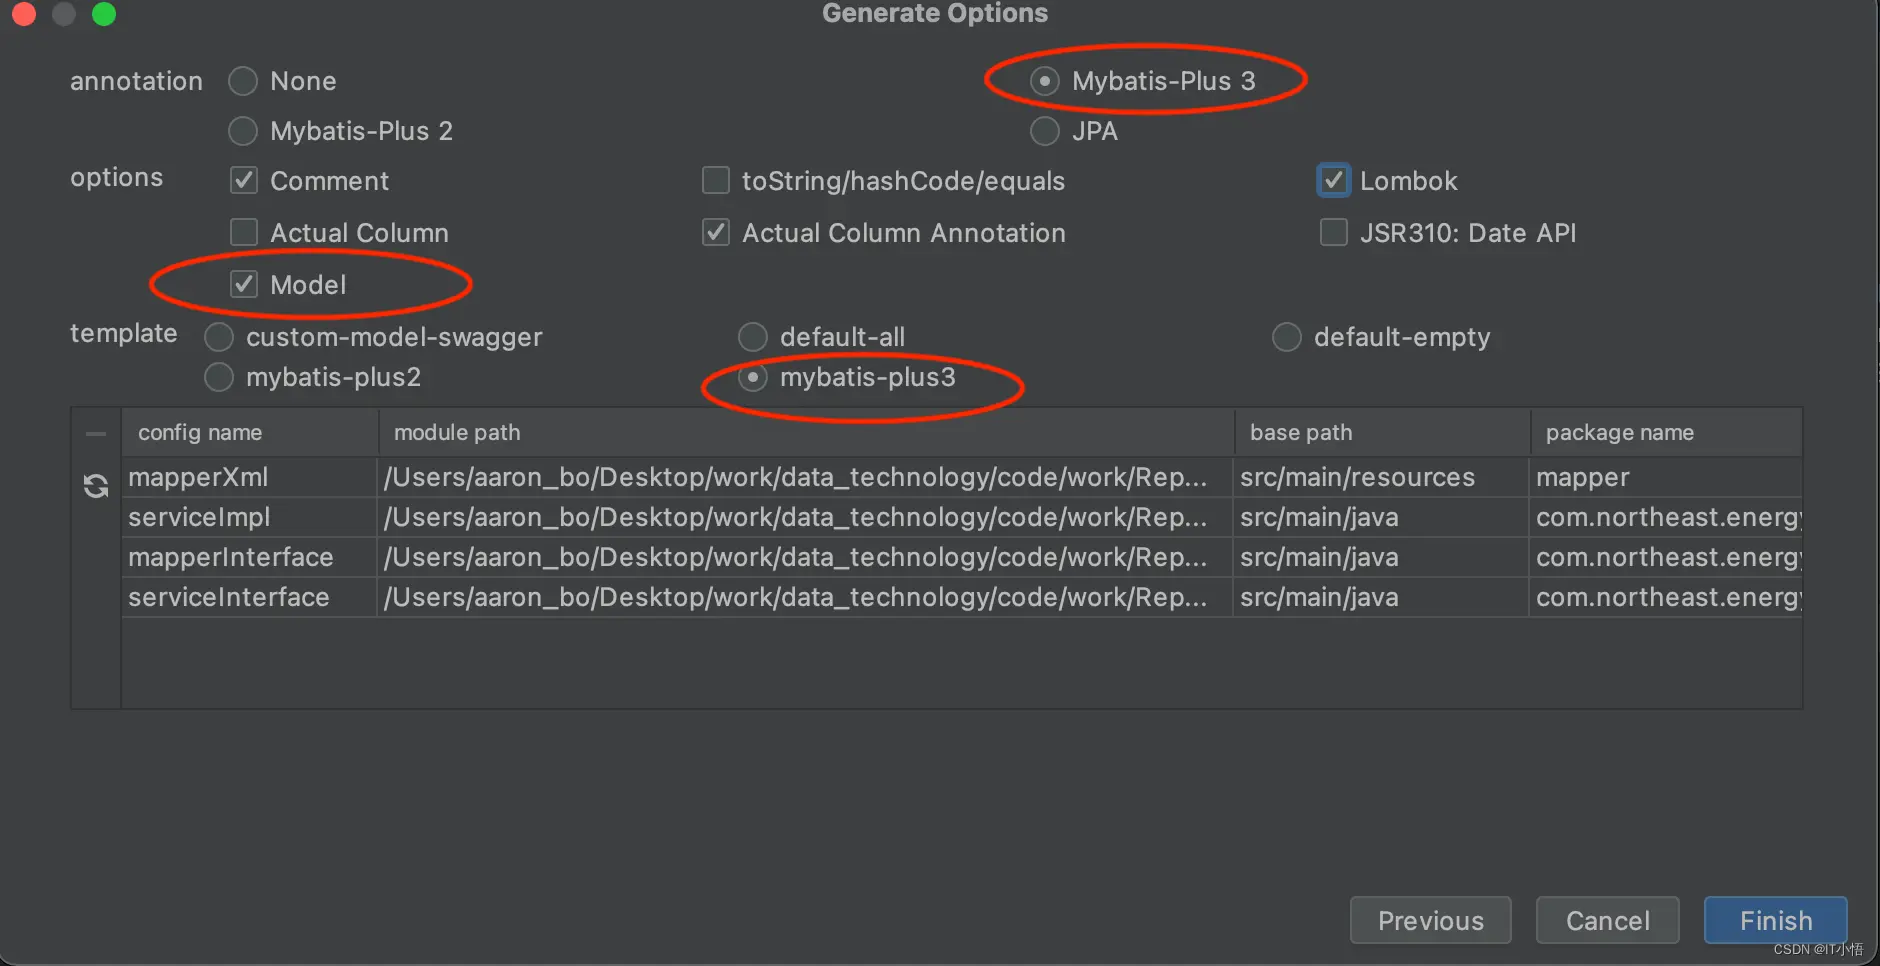 Generate Options
annotation None Mybatis-Plus 3
Mybatis-Plus 2 JPA
options Comment toString/hashCode/equals Lombok
Actual Column Actual Column Annotation JSR310: Date API
Model
template custom-model-swagger default-all default-empty
mybatis-plus2 mybatis-plus3
config name module path base path package name
mapperXml /Users/aaron_bo/Desktop/work/data_technology/code/work/Rep... src/main/resources mapper
serviceImpl /Users/aaron_bo/Desktop/work/data_technology/code/work/Rep... src/main/java com.northeast.energy
mapperInterface /Users/aaron_bo/Desktop/work/data_technology/code/work/Rep... src/main/java com.northeast.energy
serviceInterface /Users/aaron_bo/Desktop/work/data_technology/code/work/Rep... src/main/java com.northeast.energy
Previous Cancel Finish
CSDN @IT小悟